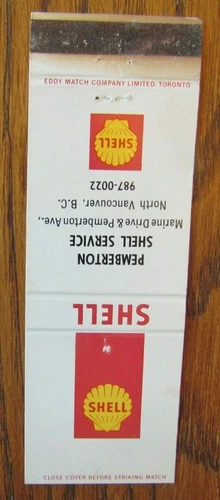 EDDY MATCH COMPANY LIMITED, TORONTO
SHELL
PEMBERTON
SHELL SERVICE
Marine Drive & Pemberton Ave.,
North Vancouver, B.C.
987-0022
SHELL
SHELL
CLOSE COVER BEFORE STRIKING MATCH